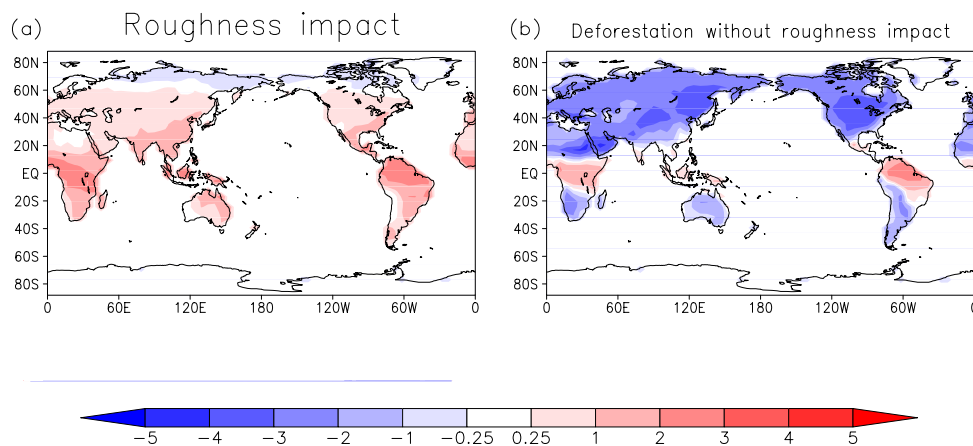 (a) Roughness impact
(b) Deforestation without roughness impact
80N
60N
40N
20N
EQ
20S
40S
60S
80S
0 60E 120E 180 120W 60W 0
80N
60N
40N
20N
EQ
20S
40S
60S
80S
0 60E 120E 180 120W 60W 0
-5 -4 -3 -2 -1 -0.25 0.25 1 2 3 4 5